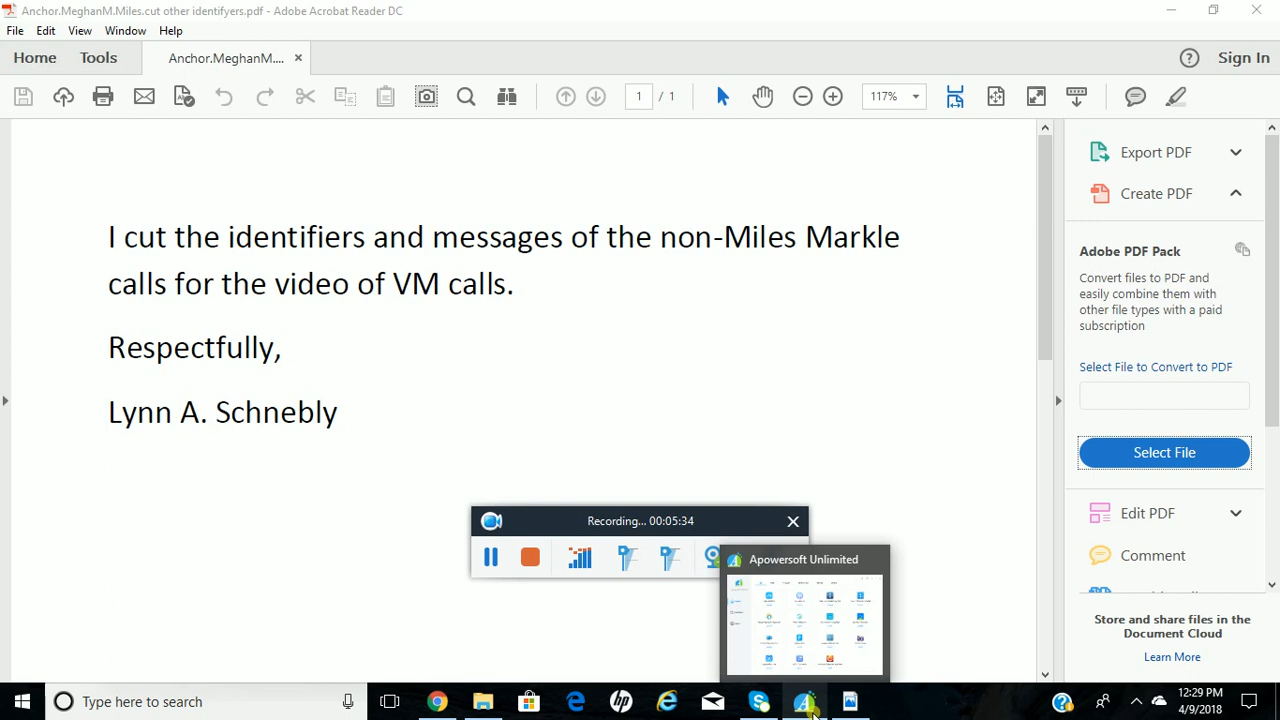 Anchor.MeghanM.Miles.cut other identifyers.pdf - Adobe Acrobat Reader DC
File Edit View Window Help
Home Tools Anchor.MeghanM.... × Sign In
1 / 1 117%
Export PDF
Create PDF
I cut the identifiers and messages of the non-Miles Markle
calls for the video of VM calls.
Respectfully,
Lynn A. Schnebly
Adobe PDF Pack
Convert files to PDF and
easily combine them with
other file types with a paid
subscription
Select File to Convert to PDF
Select File
Edit PDF
Comment
Store and share files in the
Document Cloud
Learn More
Recording... 00:05:34
Apowersoft Unlimited
Type here to search
12:29 PM
4/9/2018